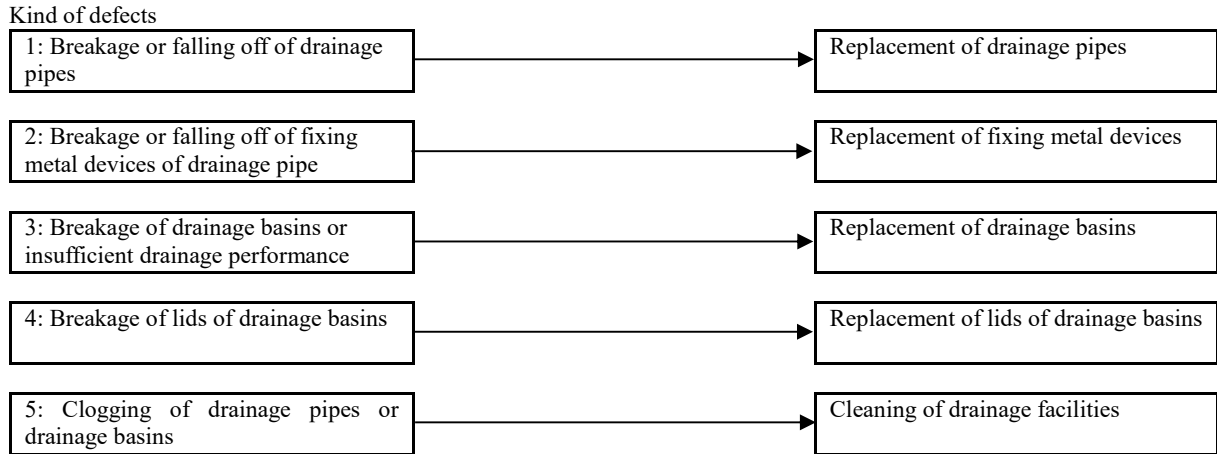 Kind of defects
1: Breakage or falling off of drainage
pipes
Replacement of drainage pipes
2: Breakage or falling off of fixing
metal devices of drainage pipe
Replacement of fixing metal devices
3: Breakage of drainage basins or
insufficient drainage performance
Replacement of drainage basins
4: Breakage of lids of drainage basins
Replacement of lids of drainage basins
5: Clogging of drainage pipes or
drainage basins
Cleaning of drainage facilities